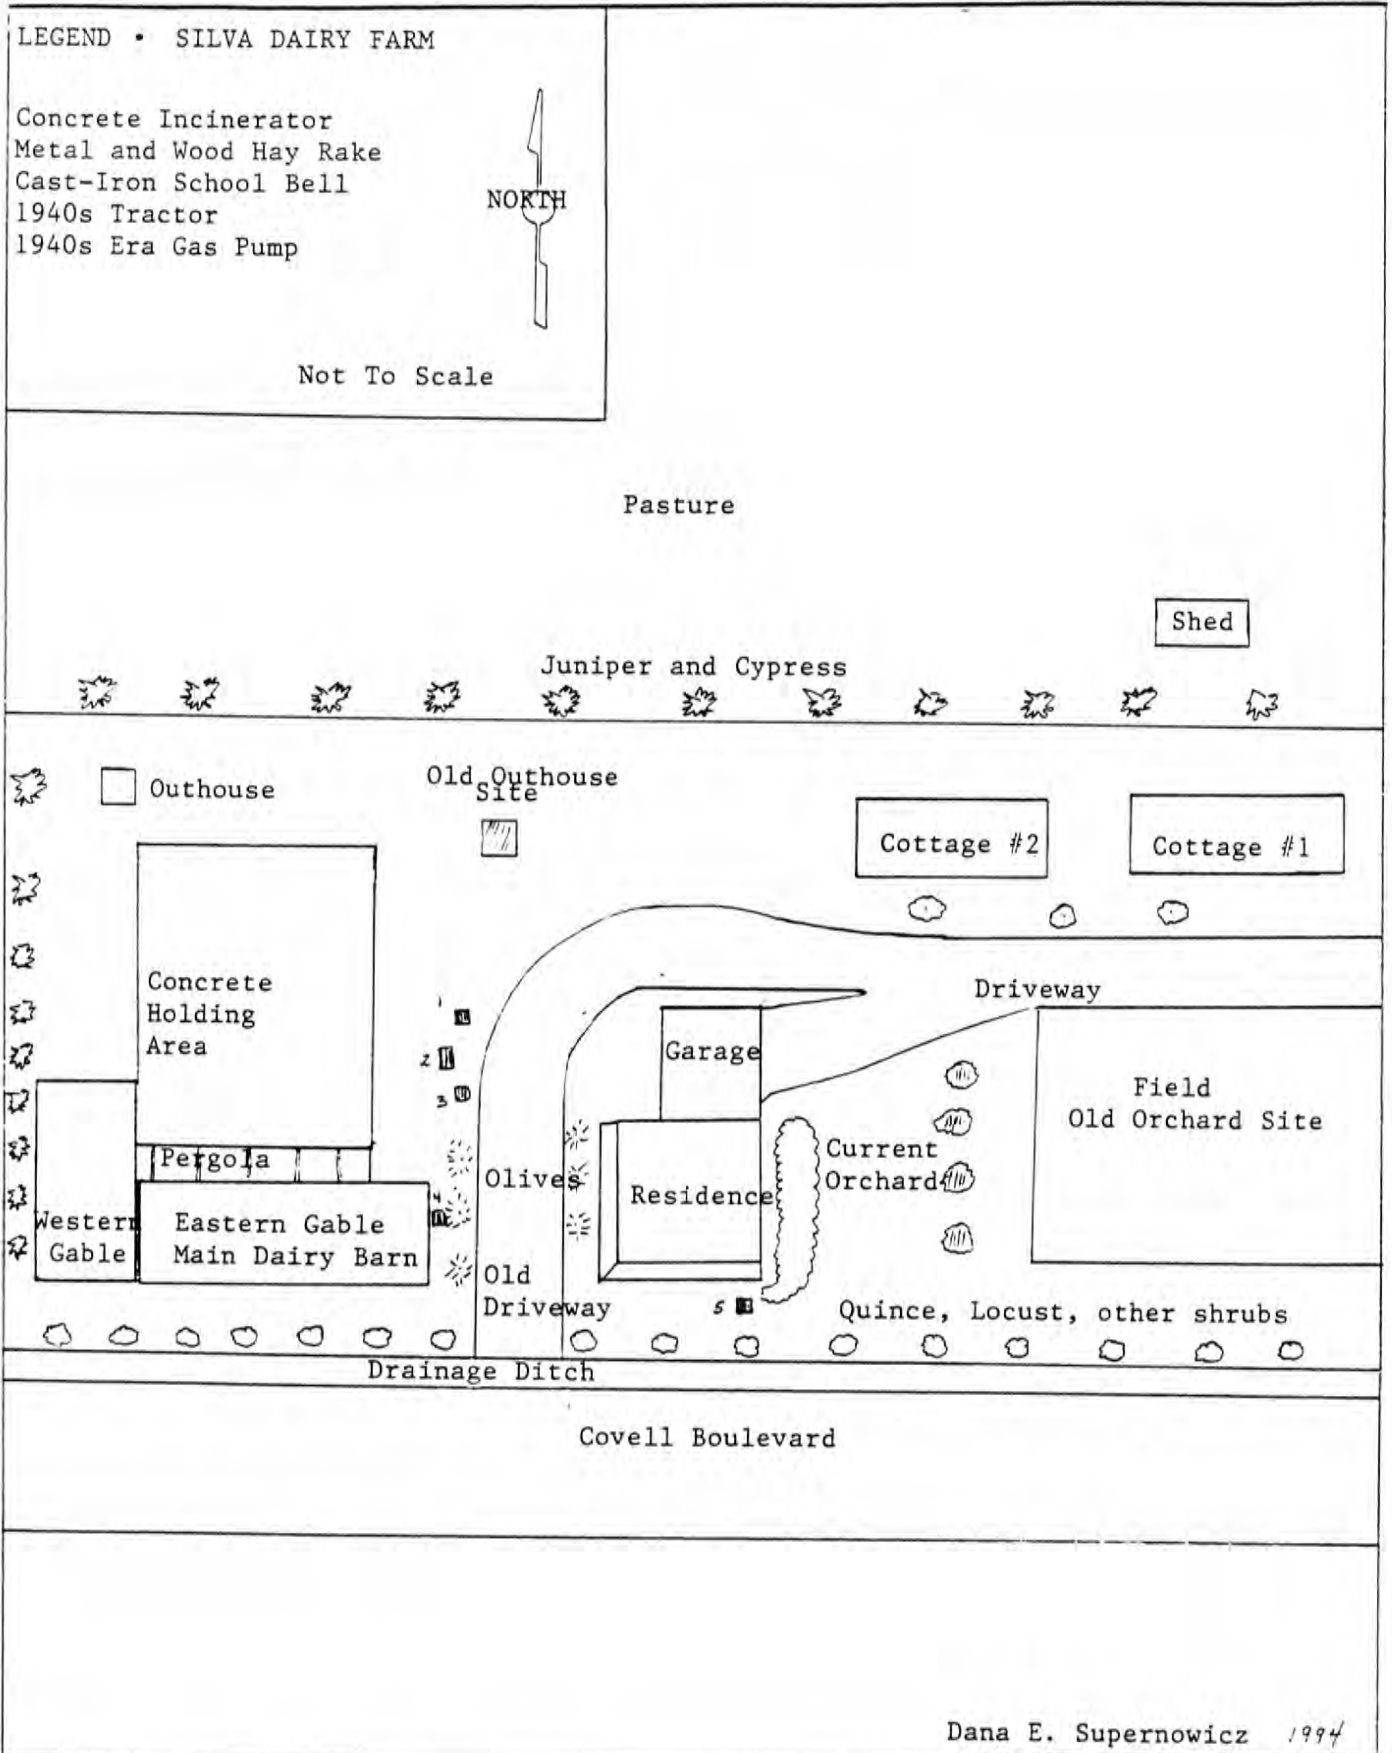 LEGEND • SILVA DAIRY FARM
Concrete Incinerator
Metal and Wood Hay Rake
Cast-Iron School Bell
1940s Tractor
1940s Era Gas Pump
NORTH
Not To Scale
Pasture
Shed
Juniper and Cypress
Outhouse
Old Outhouse
Site
Cottage #2
Cottage #1
Concrete
Holding
Area
1
2
3
Driveway
Garage
Field
Old Orchard Site
Pergola
Olives
Current
Orchard
Residence
4
Western
Gable
Eastern Gable
Main Dairy Barn
Old
Driveway
5
Quince, Locust, other shrubs
Drainage Ditch
Covell Boulevard
Dana E. Supernowicz 1994